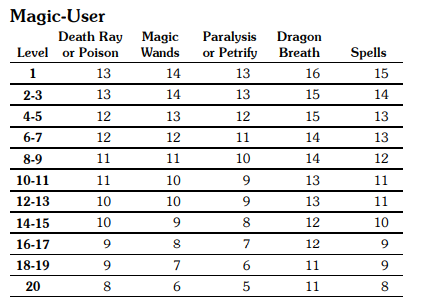 Magic-User
Death Ray Magic Paralysis Dragon
Level or Poison Wands or Petrify Breath Spells
1 13 14 13 16 15
2-3 13 14 13 15 14
4-5 12 13 12 15 13
6-7 12 12 11 14 13
8-9 11 11 10 14 12
10-11 11 10 9 13 11
12-13 10 10 9 13 11
14-15 10 9 8 12 10
16-17 9 8 7 12 9
18-19 9 7 6 11 9
20 8 6 5 11 8